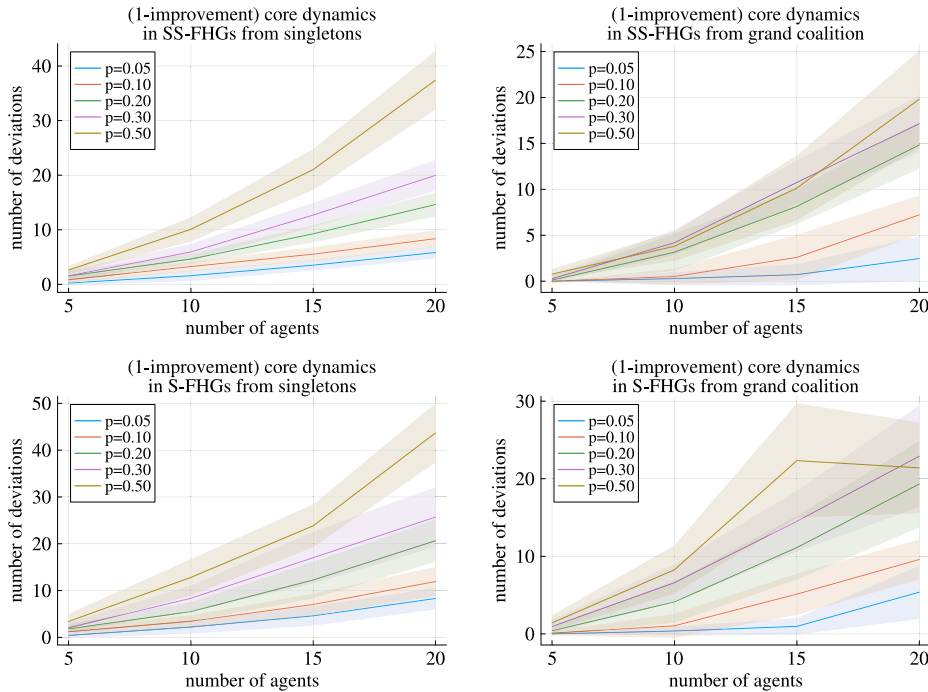 (1-improvement) core dynamics
in SS-FHGs from singletons
number of deviations
40
30
20
10
0
p=0.05
p=0.10
p=0.20
p=0.30
p=0.50
5
10
15
20
number of agents
(1-improvement) core dynamics
in SS-FHGs from grand coalition
number of deviations
25
20
15
10
5
0
p=0.05
p=0.10
p=0.20
p=0.30
p=0.50
5
10
15
20
number of agents
(1-improvement) core dynamics
in S-FHGs from singletons
number of deviations
50
40
30
20
10
0
p=0.05
p=0.10
p=0.20
p=0.30
p=0.50
5
10
15
20
number of agents
(1-improvement) core dynamics
in S-FHGs from grand coalition
number of deviations
30
20
10
0
p=0.05
p=0.10
p=0.20
p=0.30
p=0.50
5
10
15
20
number of agents